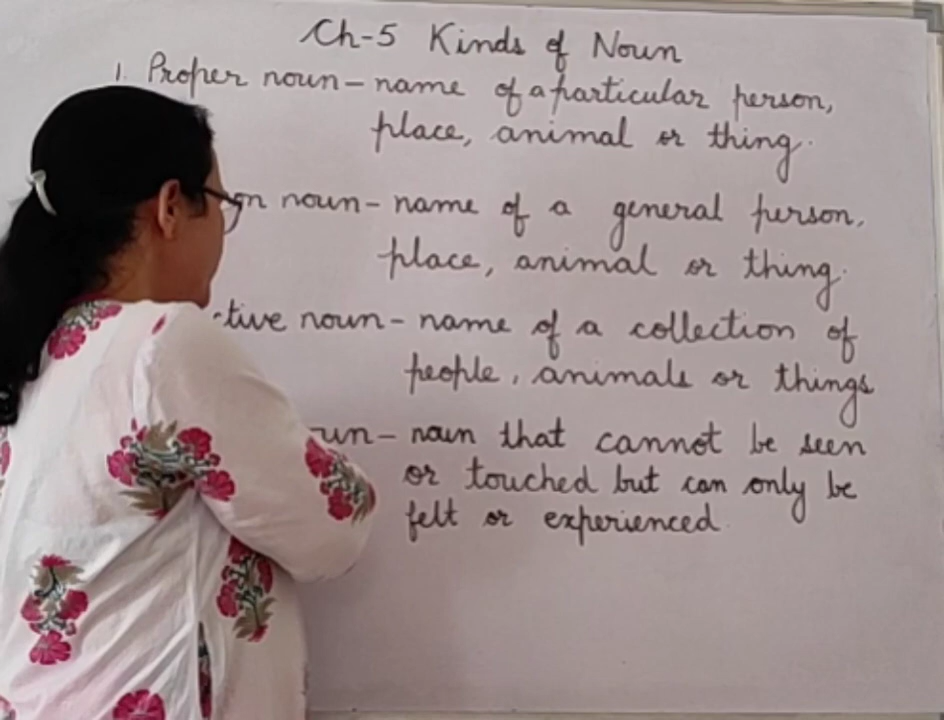 Ch-5 Kinds of Noun
1. Proper noun - name of a particular person,
place, animal or thing.
noun - name of a general person,
place, animal or thing.
noun - name of a collection of
people, animals or things
noun that cannot be seen
or touched but can only be
felt or experienced